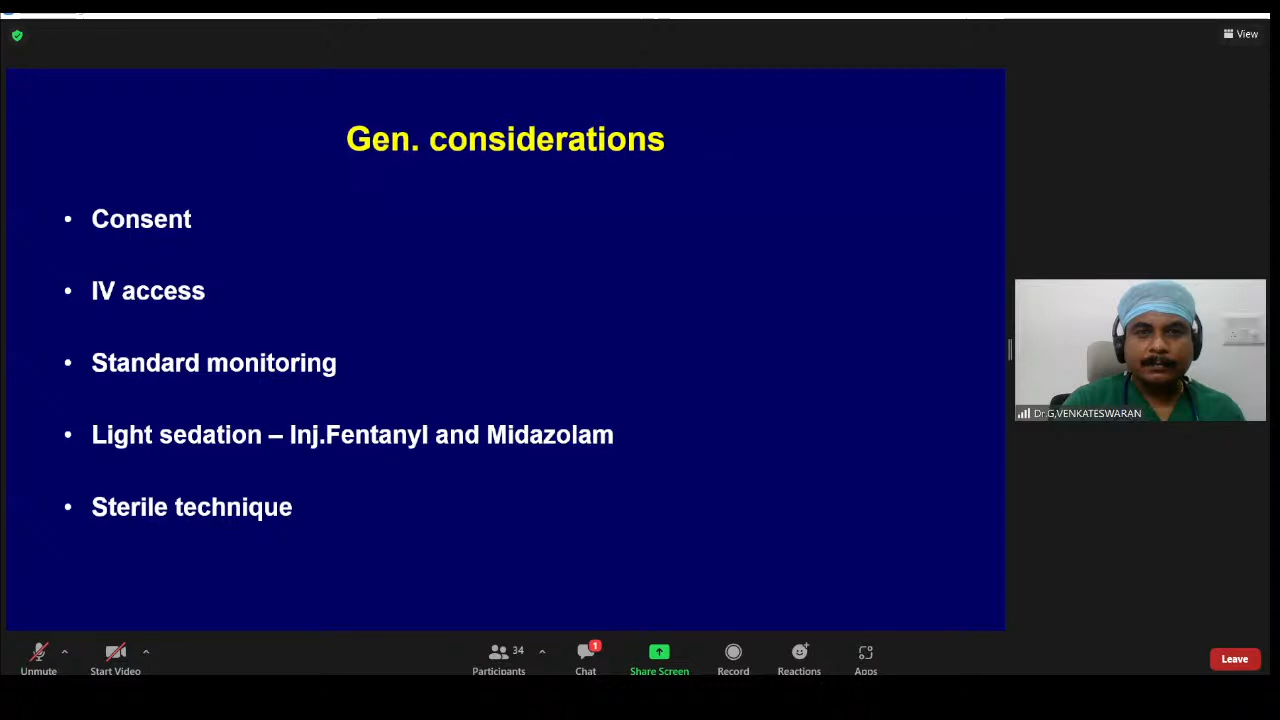 View
Gen. considerations
• Consent
• IV access
• Standard monitoring
• Light sedation – Inj.Fentanyl and Midazolam
• Sterile technique
Dr.G,VENKATESWARAN
Unmute
Start Video
34
Participants
1
Chat
Share Screen
Record
Reactions
Apps
Leave